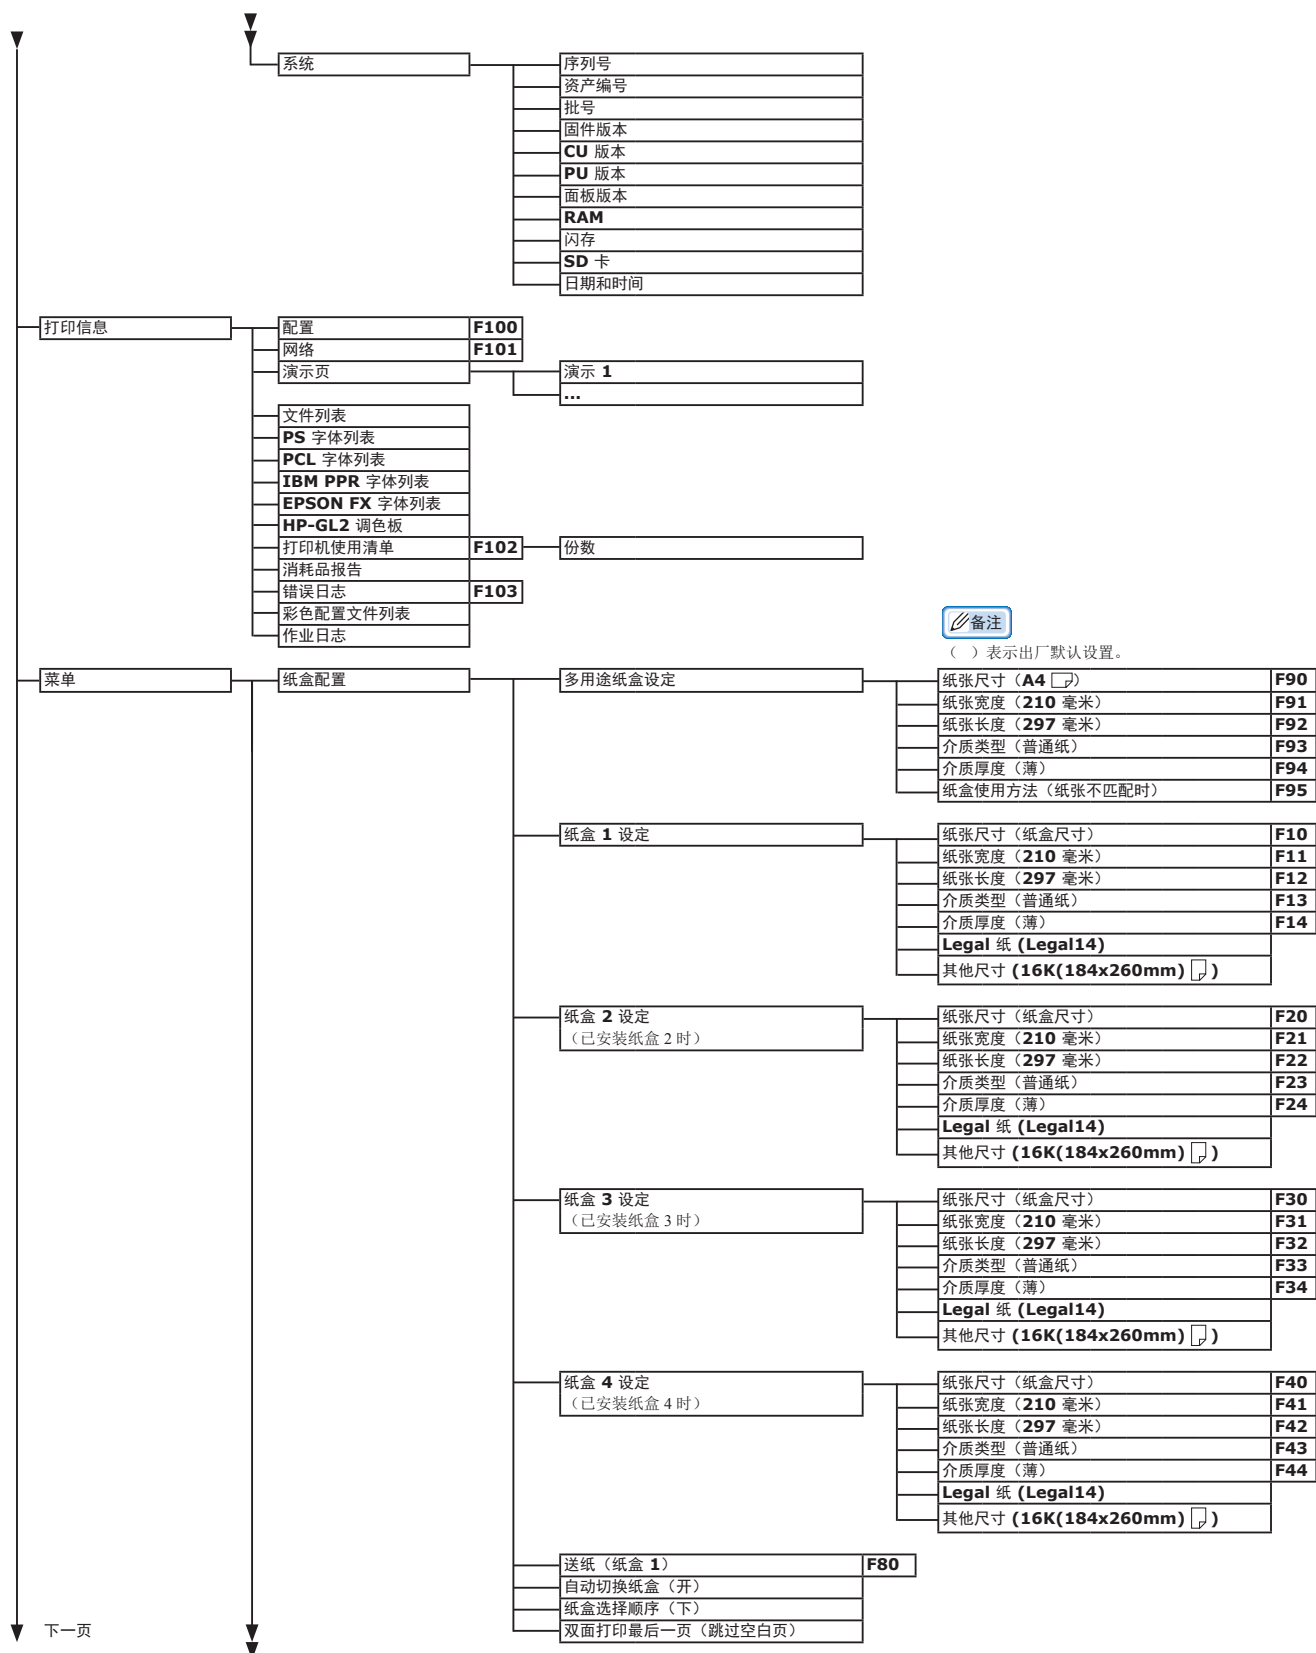 系统
序列号
资产编号
批号
固件版本
CU 版本
PU 版本
面板版本
RAM
闪存
SD 卡
日期和时间
打印信息
配置 F100
网络 F101
演示页
演示 1
...
文件列表
PS 字体列表
PCL 字体列表
IBM PPR 字体列表
EPSON FX 字体列表
HP-GL2 调色板
打印机使用清单 F102 份数
消耗品报告
错误日志 F103
彩色配置文件列表
作业日志
备注
（ ）表示出厂默认设置。
菜单
纸盒配置
多用途纸盒设定
纸张尺寸（A4 ） F90
纸张宽度（210 毫米） F91
纸张长度（297 毫米） F92
介质类型（普通纸） F93
介质厚度（薄） F94
纸盒使用方法（纸张不匹配时） F95
纸盒 1 设定
纸张尺寸（纸盒尺寸） F10
纸张宽度（210 毫米） F11
纸张长度（297 毫米） F12
介质类型（普通纸） F13
介质厚度（薄） F14
Legal 纸 (Legal14)
其他尺寸 (16K(184x260mm) )
纸盒 2 设定
（已安装纸盒 2 时）
纸张尺寸（纸盒尺寸） F20
纸张宽度（210 毫米） F21
纸张长度（297 毫米） F22
介质类型（普通纸） F23
介质厚度（薄） F24
Legal 纸 (Legal14)
其他尺寸 (16K(184x260mm) )
纸盒 3 设定
（已安装纸盒 3 时）
纸张尺寸（纸盒尺寸） F30
纸张宽度（210 毫米） F31
纸张长度（297 毫米） F32
介质类型（普通纸） F33
介质厚度（薄） F34
Legal 纸 (Legal14)
其他尺寸 (16K(184x260mm) )
纸盒 4 设定
（已安装纸盒 4 时）
纸张尺寸（纸盒尺寸） F40
纸张宽度（210 毫米） F41
纸张长度（297 毫米） F42
介质类型（普通纸） F43
介质厚度（薄） F44
Legal 纸 (Legal14)
其他尺寸 (16K(184x260mm) )
送纸（纸盒 1） F80
自动切换纸盒（开）
纸盒选择顺序（下）
双面打印最后一页（跳过空白页）
下一页